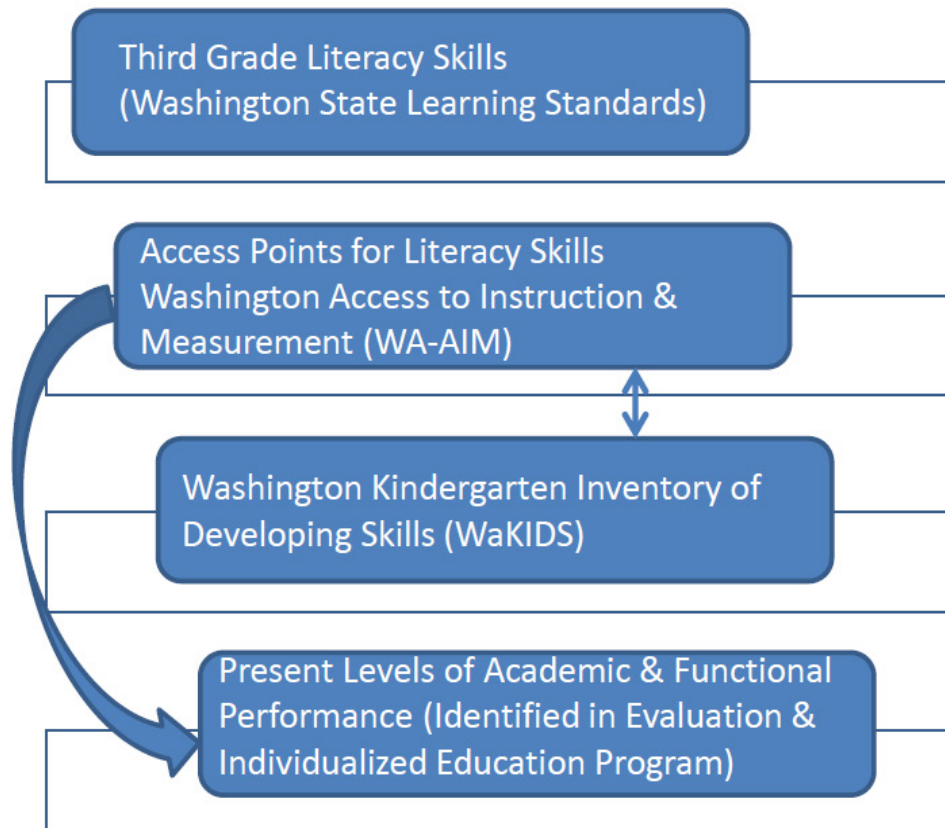 Third Grade Literacy Skills
(Washington State Learning Standards)
Access Points for Literacy Skills
Washington Access to Instruction &
Measurement (WA-AIM)
Washington Kindergarten Inventory of
Developing Skills (WaKIDS)
Present Levels of Academic & Functional
Performance (Identified in Evaluation &
Individualized Education Program)